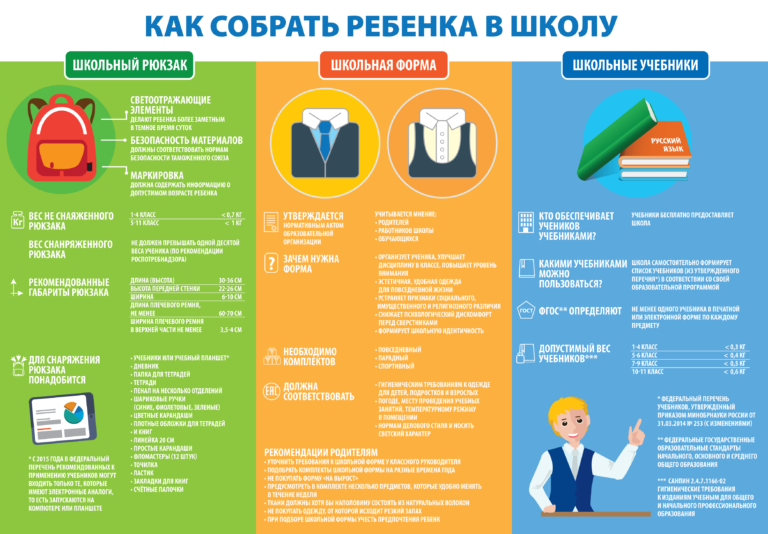 КАК СОБРАТЬ РЕБЕНКА В ШКОЛУ
ШКОЛЬНЫЙ РЮКЗАК
СВЕТООТРАЖАЮЩИЕ
ЭЛЕМЕНТЫ
ДЕЛАЮТ РЕБЕНКА БОЛЕЕ ЗАМЕТНЫМ
В ТЕМНОЕ ВРЕМЯ СУТОК
БЕЗОПАСНОСТЬ МАТЕРИАЛОВ
ДОЛЖНЫ СООТВЕТСТВОВАТЬ НОРМАМ
БЕЗОПАСНОСТИ ТАМОЖЕННОГО СОЮЗА
МАРКИРОВКА
ДОЛЖНА СОДЕРЖАТЬ ИНФОРМАЦИЮ О
ДОПУСТИМОМ ВОЗРАСТЕ РЕБЕНКА
Кг
ВЕС НЕ СНАЯЖЕННОГО
РЮКЗАКА
1-4 КЛАСС < 0,7 КГ
5-11 КЛАСС < 1 КГ
ВЕС СНАНРЯЖЕННОГО
РЮКЗАКА
НЕ ДОЛЖЕН ПРЕВЫШАТЬ ОДНОЙ ДЕСЯТОЙ
ВЕСА УЧЕНИКА (ПО РЕКОМЕНДАЦИИ
РОСПОТРЕБНАДЗОРА)
РЕКОМЕНДОВАННЫЕ
ГАБАРИТЫ РЮКЗАКА
ДЛИНА (ВЫСОТА) 30-36 СМ
ВЫСОТА ПЕРЕДНЕЙ СТЕНКИ 22-26 СМ
ШИРИНА 6-10 СМ
ДЛИНА ПЛЕЧЕВОГО РЕМНЯ,
НЕ МЕНЕЕ 60-70 СМ
ШИРИНА ПЛЕЧЕВОГО РЕМНЯ
В ВЕРХНЕЙ ЧАСТИ НЕ МЕНЕЕ 3,5-4 СМ
ДЛЯ СНАРЯЖЕНИЯ
РЮКЗАКА
ПОНАДОБИТСЯ
• УЧЕБНИКИ ИЛИ УЧЕБНЫЙ ПЛАНШЕТ*
• ДНЕВНИК
• ПАПКА ДЛЯ ТЕТРАДЕЙ
• ТЕТРАДИ
• ПЕНАЛ НА НЕСКОЛЬКО ОТДЕЛЕНИЙ
• ШАРИКОВЫЕ РУЧКИ
(СИНИЕ, ФИОЛЕТОВЫЕ, ЗЕЛЕНЫЕ)
• ЦВЕТНЫЕ КАРАНДАШИ
• ПЛОТНЫЕ ОБЛОЖКИ ДЛЯ ТЕТРАДЕЙ
И КНИГ
• ЛИНЕЙКА 20 СМ
• ПРОСТЫЕ КАРАНДАШИ
• ФЛОМАСТЕРЫ (12 ШТУК)
• ТОЧИЛКА
• ЛАСТИК
• ЗАКЛАДКИ ДЛЯ КНИГ
• СЧЁТНЫЕ ПАЛОЧКИ
* С 2015 ГОДА В ФЕДЕРАЛЬНЫЙ
ПЕРЕЧЕНЬ РЕКОМЕНДОВАННЫХ К
ПРИМЕНЕНИЮ УЧЕБНИКОВ МОГУТ
ВХОДИТЬ ТОЛЬКО ТЕ, КОТОРЫЕ
ИМЕЮТ ЭЛЕКТРОННЫЕ АНАЛОГИ,
ТО ЕСТЬ ЗАПУСКАЮТСЯ НА
КОМПЮТЕРЕ ИЛИ ПЛАНШЕТЕ
ШКОЛЬНАЯ ФОРМА
УТВЕРЖДАЕТСЯ
НОРМАТИВНЫМ АКТОМ
ОБРАЗОВАТЕЛЬНОЙ
ОРГАНИЗАЦИИ
УЧИТЫВАЕТСЯ МНЕНИЕ:
• РОДИТЕЛЕЙ
• РАБОТНИКОВ ШКОЛЫ
• ОБУЧАЮЩИХСЯ
?
ЗАЧЕМ НУЖНА
ФОРМА
• ОРГАНИЗУЕТ УЧЕНИКА, УЛУЧШАЕТ
ДИСЦИПЛИНУ В КЛАССЕ, ПОВЫШАЕТ УРОВЕНЬ
ВНИМАНИЯ
• ЭСТЕТИЧНАЯ, УДОБНАЯ ОДЕЖДА
ДЛЯ ПОВСЕДНЕВНОЙ ЖИЗНИ
• УСТРАНЯЕТ ПРИЗНАКИ СОЦИАЛЬНОГО,
ИМУЩЕСТВЕННОГО И РЕЛИГИОЗНОГО РАЗЛИЧИЯ
• СНИЖАЕТ ПСИХОЛОГИЧЕСКИЙ ДИСКОМФОРТ
ПЕРЕД СВЕРСТНИКАМИ
• ФОРМИРУЕТ ШКОЛЬНУЮ ИДЕНТИЧНОСТЬ
НЕОБХОДИМО
КОМПЛЕКТОВ
• ПОВСЕДНЕВНЫЙ
• ПАРАДНЫЙ
• СПОРТИВНЫЙ
EAC
ДОЛЖНА
СООТВЕТСТВОВАТЬ
• ГИГИЕНИЧЕСКИМ ТРЕБОВАНИЯМ К ОДЕЖДЕ
ДЛЯ ДЕТЕЙ, ПОДРОСТКОВ И ВЗРОСЛЫХ
• ПОГОДЕ, МЕСТУ ПРОВЕДЕНИЯ УЧЕБНЫХ
ЗАНЯТИЙ, ТЕМПЕРАТУРНОМУ РЕЖИМУ
В ПОМЕЩЕНИИ
• НОРМАМ ДЕЛОВОГО СТИЛЯ И НОСИТЬ
СВЕТСКИЙ ХАРАКТЕР
РЕКОМЕНДАЦИИ РОДИТЕЛЯМ
• УТОЧНИТЬ ТРЕБОВАНИЯ К ШКОЛЬНОЙ ФОРМЕ У КЛАССНОГО РУКОВОДИТЕЛЯ
• ПОДОБРАТЬ КОМПЛЕКТЫ ШКОЛЬНОЙ ФОРМЫ НА РАЗНЫЕ ВРЕМЕНА ГОДА
• НЕ ПОКУПАТЬ ФОРМУ «НА ВЫРОСТ»
• ПРЕДУСМОТРЕТЬ В КОМПЛЕКТЕ НЕСКОЛЬКО ПРЕДМЕТОВ, КОТОРЫЕ УДОБНО МЕНЯТЬ
В ТЕЧЕНИЕ НЕДЕЛИ
• ТКАНИ ДОЛЖНЫ ХОТЯ БЫ НАПОЛОВИНУ СОСТОЯТЬ ИЗ НАТУРАЛЬНЫХ ВОЛОКОН
• НЕ ПОКУПАТЬ ОДЕЖДУ, ОТ КОТОРОЙ ИСХОДИТ РЕЗКИЙ ЗАПАХ
• ПРИ ПОДБОРЕ ШКОЛЬНОЙ ФОРМЫ УЧЕСТЬ ПРЕДПОЧТЕНИЯ РЕБЕНК
ШКОЛЬНЫЕ УЧЕБНИКИ
РУССКИЙ
ЯЗЫК
КТО ОБЕСПЕЧИВАЕТ
УЧЕНИКОВ
УЧЕБНИКАМИ?
УЧЕБНИКИ БЕСПЛАТНО ПРЕДОСТАВЛЯЕТ
ШКОЛА
КАКИМИ УЧЕБНИКАМИ
МОЖНО
ПОЛЬЗОВАТЬСЯ?
ШКОЛА САМОСТОЯТЕЛЬНО ФОРМИРУЕТ
СПИСОК УЧЕБНИКОВ (ИЗ УТВЕРЖДЕННОГО
ПЕРЕЧНЯ*) В СООТВЕТСТВИИ СО СВОЕЙ
ОБРАЗОВАТЕЛЬНОЙ ПРОГРАММОЙ
ГОСТ
ФГОС** ОПРЕДЕЛЯЮТ
НЕ МЕНЕЕ ОДНОГО УЧЕБНИКА В ПЕЧАТНОЙ
ИЛИ ЭЛЕКТРОННОЙ ФОРМЕ ПО КАЖДОМУ
ПРЕДМЕТУ
ДОПУСТИМЫЙ ВЕС
УЧЕБНИКОВ***
1-4 КЛАСС < 0,3 КГ
5-6 КЛАСС < 0,4 КГ
7-9 КЛАСС < 0,5 КГ
10-11 КЛАСС < 0,6 КГ
* ФЕДЕРАЛЬНЫЙ ПЕРЕЧЕНЬ
УЧЕБНИКОВ, УТВЕРЖДЕННЫЙ
ПРИКАЗОМ МИНОБРНАУКИ РОССИИ ОТ
31.03.2014 № 253 (С ИЗМЕНЕНИЯМИ)
** ФЕДЕРАЛЬНЫЕ ГОСУДАРСТВЕННЫЕ
ОБРАЗОВАТЕЛЬНЫЕ СТАНДАРТЫ
НАЧАЛЬНОГО, ОСНОВНОГО И СРЕДНЕГО
ОБЩЕГО ОБРАЗОВАНИЯ
*** САНПИН 2.4.7.1166-02
ГИГИЕНИЧЕСКИЕ ТРЕБОВАНИЯ
К ИЗДАНИЯМ УЧЕБНЫМ ДЛЯ ОБЩЕГО
И НАЧАЛЬНОГО ПРОФЕССИОНАЛЬНОГО
ОБРАЗОВАНИЯ